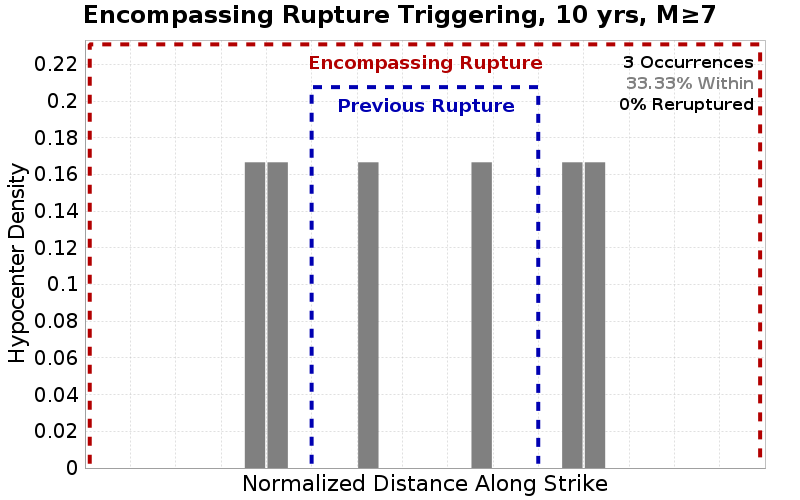 Encompassing Rupture Triggering, 10 yrs, M≥7
Encompassing Rupture
Previous Rupture
3 Occurrences
33.33% Within
0% Reruptured
Hypocenter Density
0.22
0.2
0.18
0.16
0.14
0.12
0.1
0.08
0.06
0.04
0.02
0
Normalized Distance Along Strike